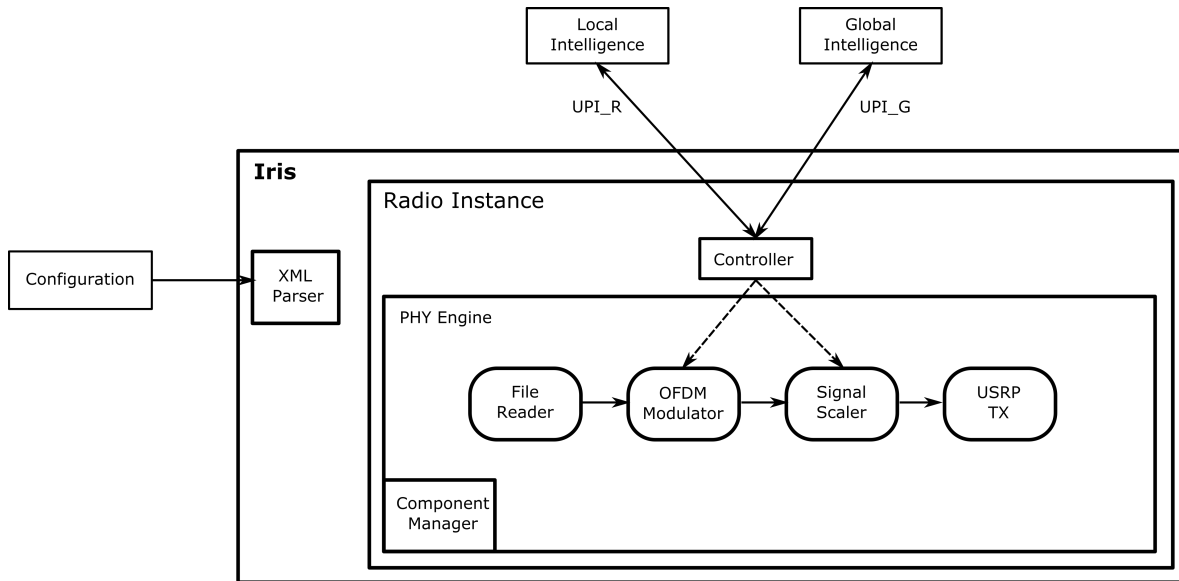 Local
Intelligence
Global
Intelligence
UPI_R
UPI_G
Iris
Radio Instance
Controller
Configuration
XML
Parser
PHY Engine
File
Reader
OFDM
Modulator
Signal
Scaler
USRP
TX
Component
Manager